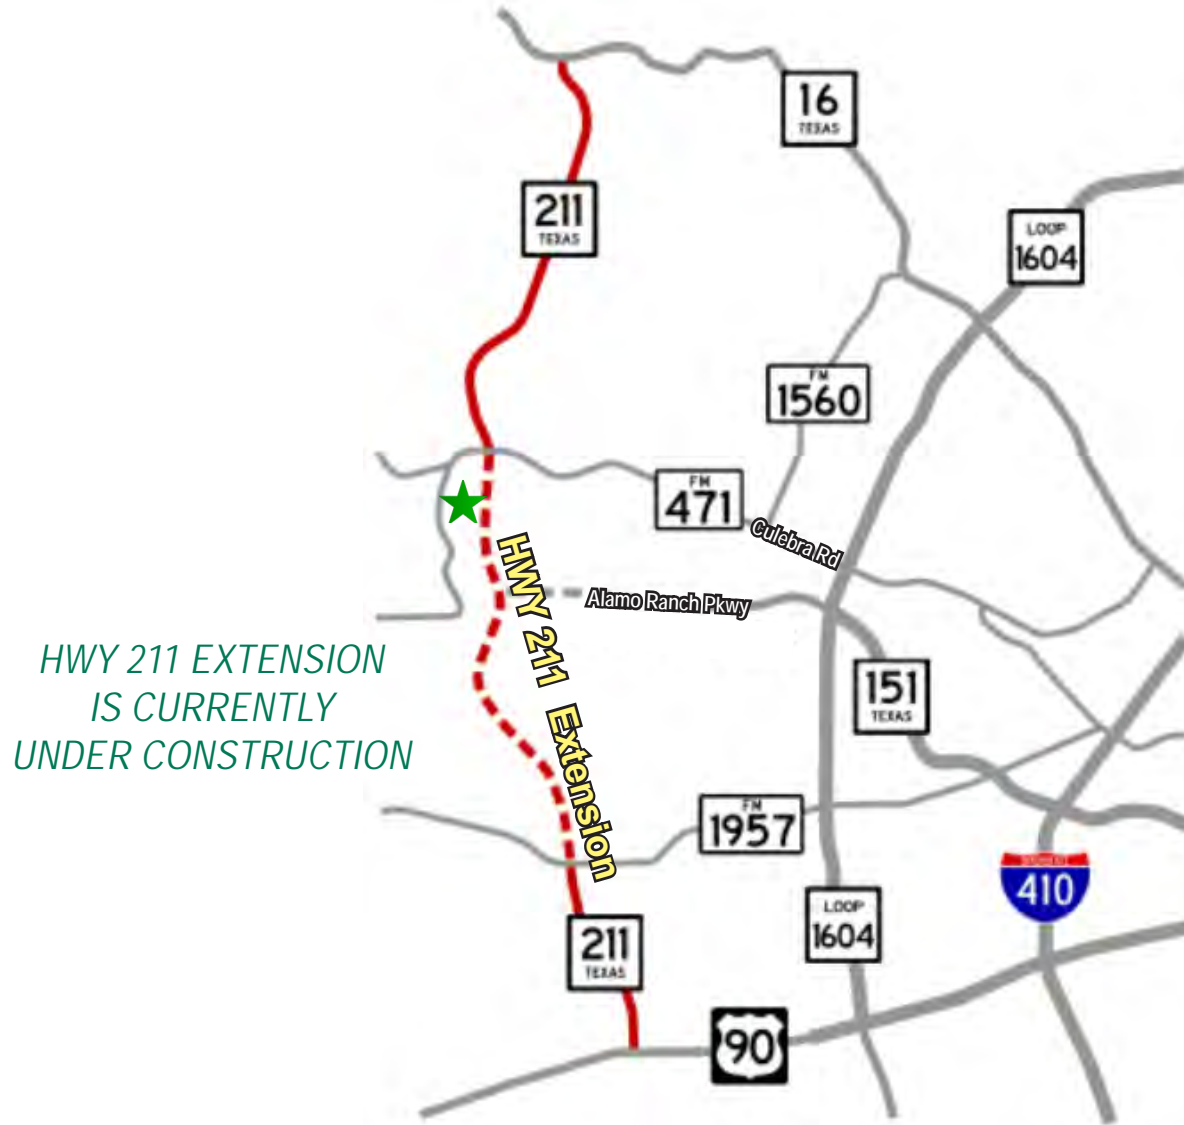 16
TEXAS
211
TEXAS
LOOP
1604
FM
1560
FM
471
Culebra Rd
HWY 211 Extension
Alamo Ranch Pkwy
HWY 211 EXTENSION
IS CURRENTLY
UNDER CONSTRUCTION
151
TEXAS
FM
1957
410
LOOP
1604
211
TEXAS
90